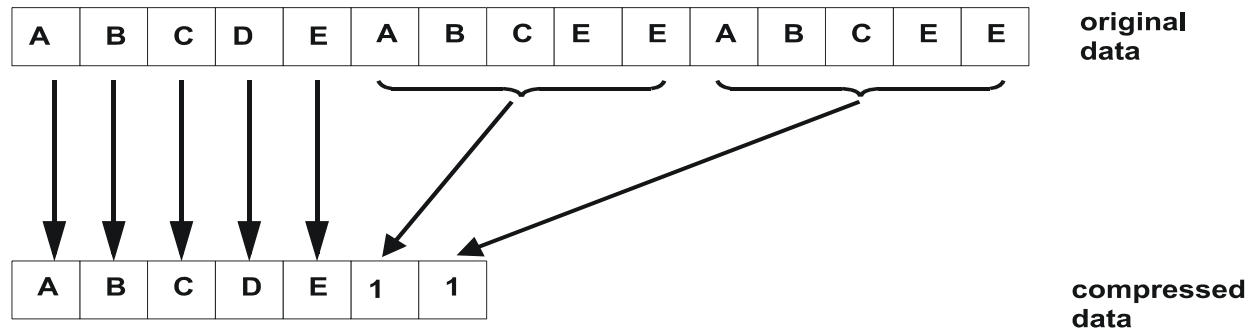 A B C D E A B C E E A B C E E
original
data
A B C D E 1 1
compressed
data